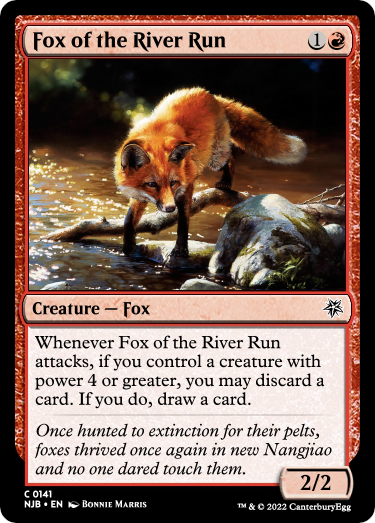 Fox of the River Run 1
Creature — Fox
Whenever Fox of the River Run
attacks, if you control a creature with
power 4 or greater, you may discard a
card. If you do, draw a card.
Once hunted to extinction for their pelts,
foxes thrived once again in new Nangjiao
and no one dared touch them.
2/2
C 0141
NJB • EN BONNIE MARRIS
™ & © 2022 CanterburyEgg